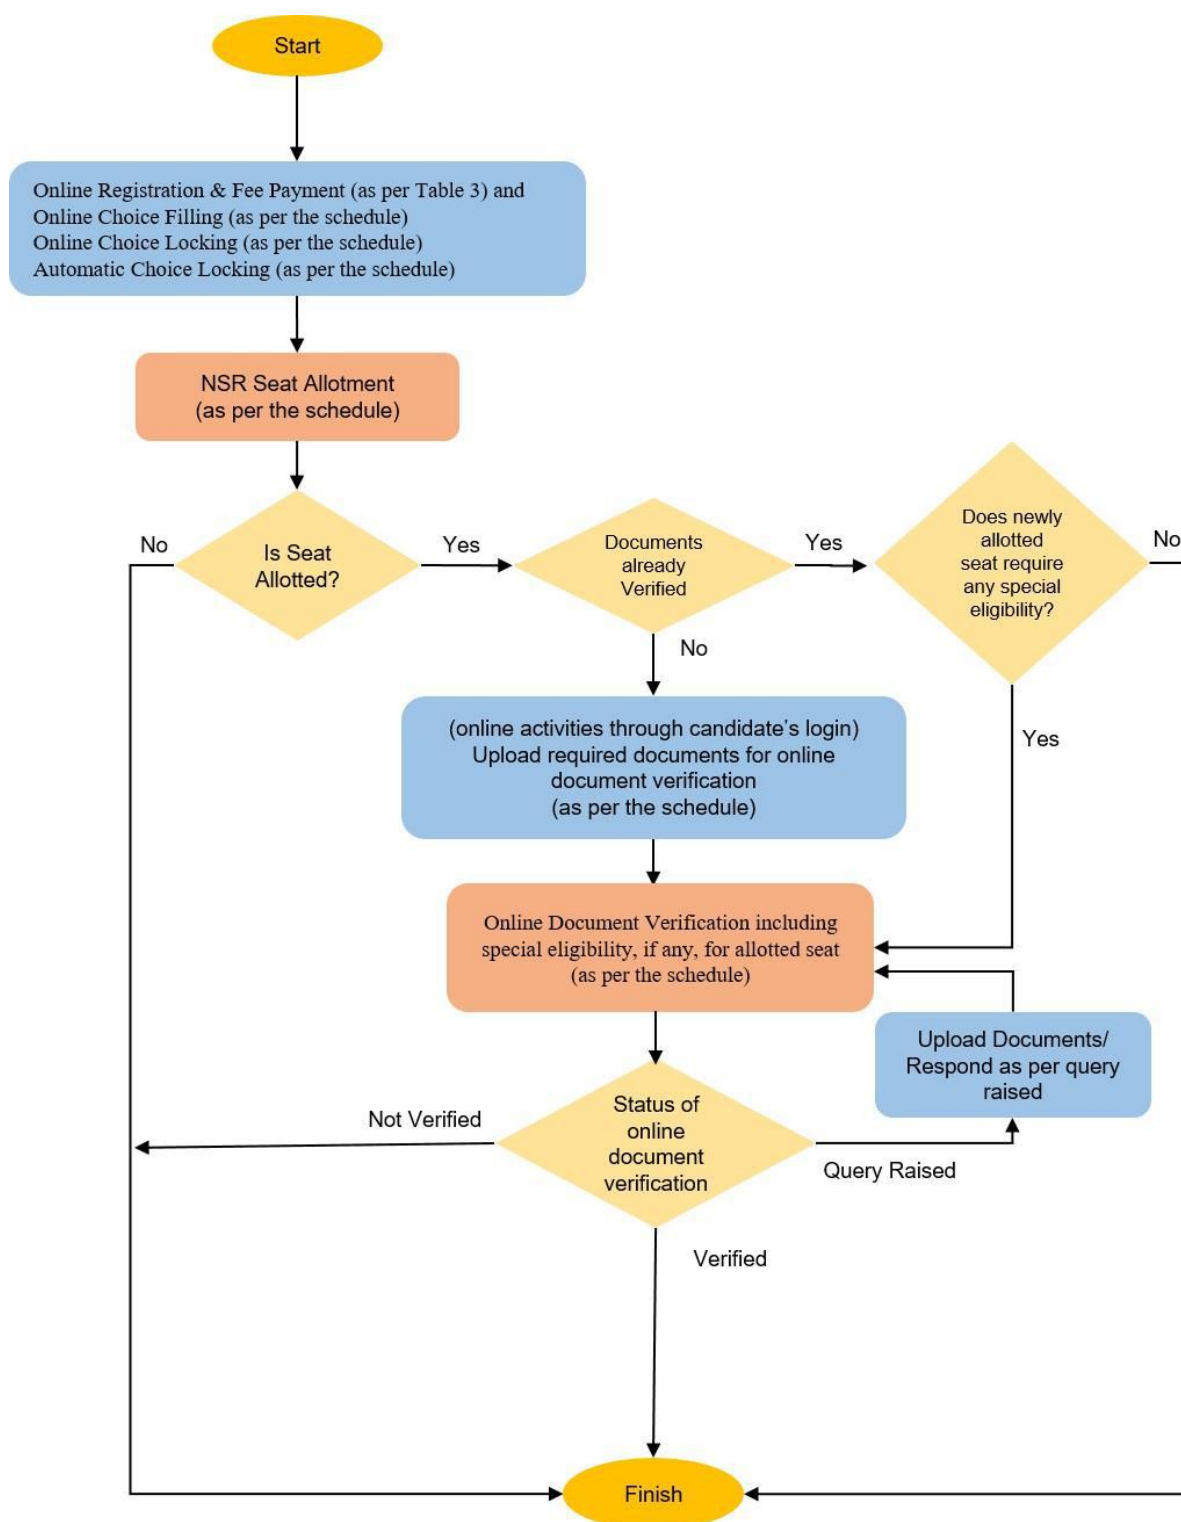 Start
Online Registration & Fee Payment (as per Table 3) and
Online Choice Filling (as per the schedule)
Online Choice Locking (as per the schedule)
Automatic Choice Locking (as per the schedule)
NSR Seat Allotment
(as per the schedule)
No
Is Seat
Allotted?
Yes
Documents
already
Verified
Yes
Does newly
allotted
seat require
any special
eligibility?
No
No
Yes
(online activities through candidate’s login)
Upload required documents for online
document verification
(as per the schedule)
Online Document Verification including
special eligibility, if any, for allotted seat
(as per the schedule)
Upload Documents/
Respond as per query
raised
Not Verified
Status of
online
document
verification
Query Raised
Verified
Finish